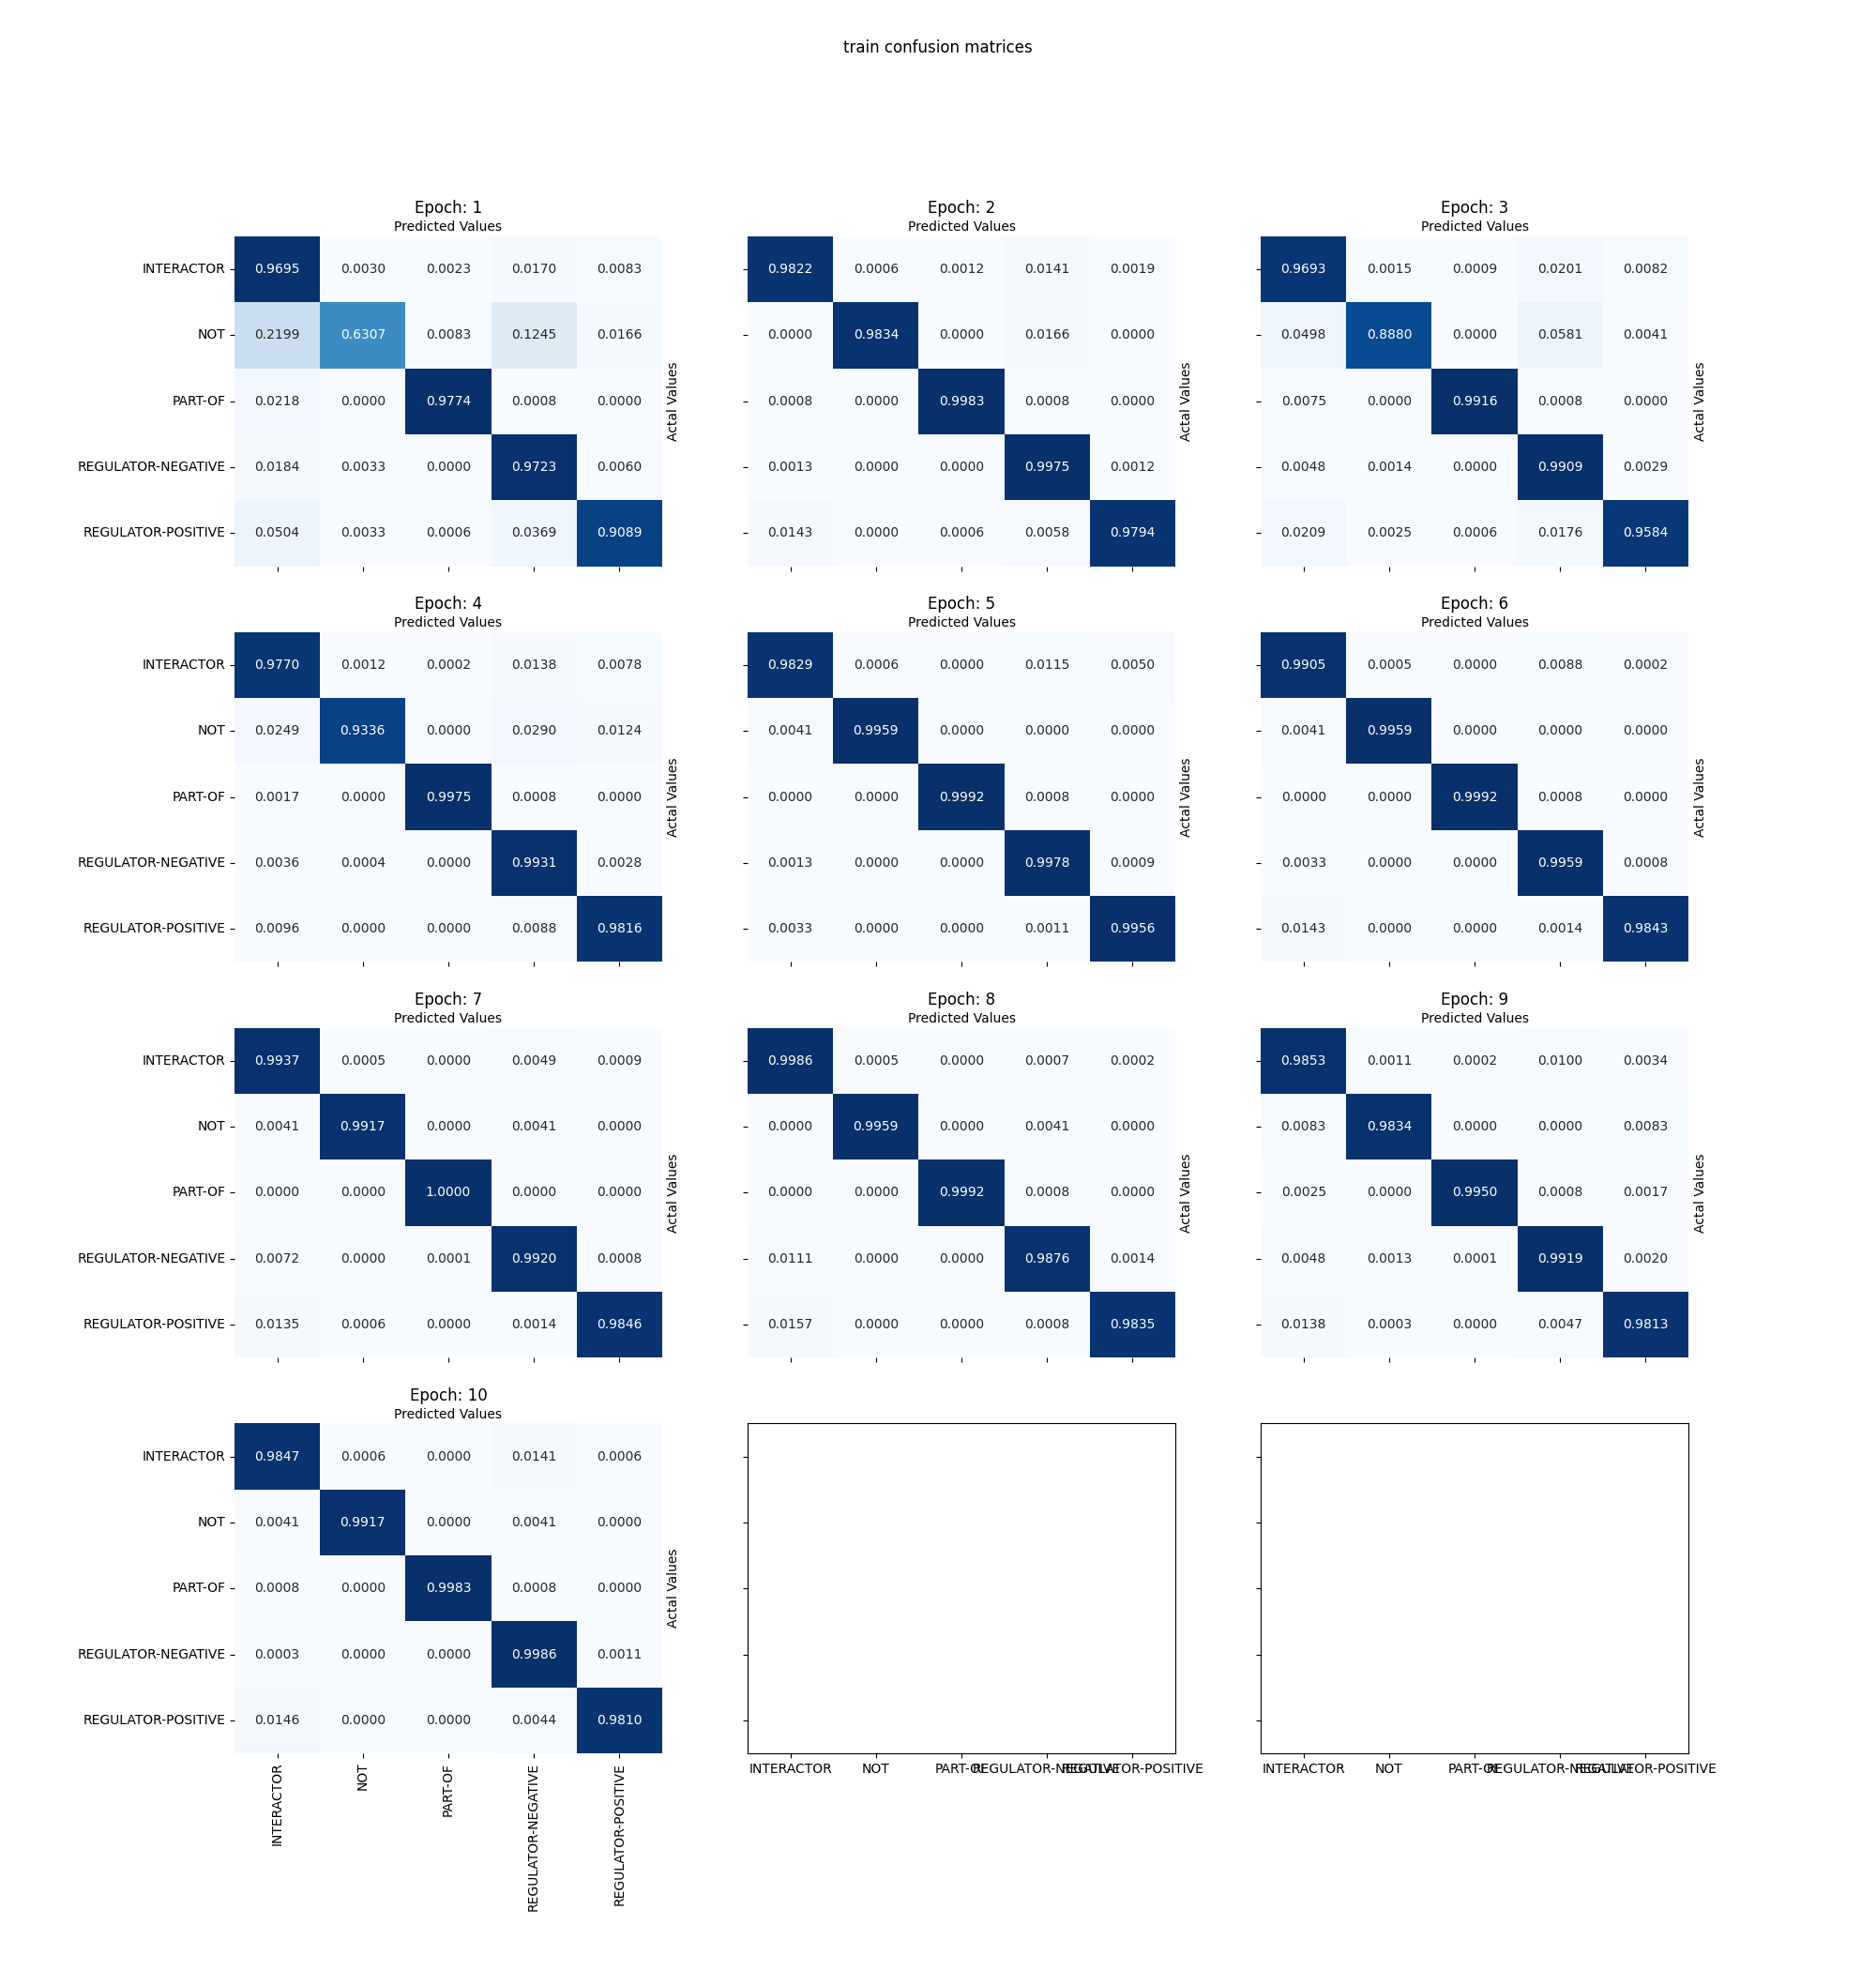 train confusion matrices
Epoch: 1
Predicted Values
INTERACTOR 0.9695 0.0030 0.0023 0.0170 0.0083
NOT 0.2199 0.6307 0.0083 0.1245 0.0166
PART-OF 0.0218 0.0000 0.9774 0.0008 0.0000
REGULATOR-NEGATIVE 0.0184 0.0033 0.0000 0.9723 0.0060
REGULATOR-POSITIVE 0.0504 0.0033 0.0006 0.0369 0.9089
Actal Values
Epoch: 2
Predicted Values
0.9822 0.0006 0.0012 0.0141 0.0019
0.0000 0.9834 0.0000 0.0166 0.0000
0.0008 0.0000 0.9983 0.0008 0.0000
0.0013 0.0000 0.0000 0.9975 0.0012
0.0143 0.0000 0.0006 0.0058 0.9794
Actal Values
Epoch: 3
Predicted Values
0.9693 0.0015 0.0009 0.0201 0.0082
0.0498 0.8880 0.0000 0.0581 0.0041
0.0075 0.0000 0.9916 0.0008 0.0000
0.0048 0.0014 0.0000 0.9909 0.0029
0.0209 0.0025 0.0006 0.0176 0.9584
Actal Values
Epoch: 4
Predicted Values
INTERACTOR 0.9770 0.0012 0.0002 0.0138 0.0078
NOT 0.0249 0.9336 0.0000 0.0290 0.0124
PART-OF 0.0017 0.0000 0.9975 0.0008 0.0000
REGULATOR-NEGATIVE 0.0036 0.0004 0.0000 0.9931 0.0028
REGULATOR-POSITIVE 0.0096 0.0000 0.0000 0.0088 0.9816
Actal Values
Epoch: 5
Predicted Values
0.9829 0.0006 0.0000 0.0115 0.0050
0.0041 0.9959 0.0000 0.0000 0.0000
0.0000 0.0000 0.9992 0.0008 0.0000
0.0013 0.0000 0.0000 0.9978 0.0009
0.0033 0.0000 0.0000 0.0011 0.9956
Actal Values
Epoch: 6
Predicted Values
0.9905 0.0005 0.0000 0.0088 0.0002
0.0041 0.9959 0.0000 0.0000 0.0000
0.0000 0.0000 0.9992 0.0008 0.0000
0.0033 0.0000 0.0000 0.9959 0.0008
0.0143 0.0000 0.0000 0.0014 0.9843
Actal Values
Epoch: 7
Predicted Values
INTERACTOR 0.9937 0.0005 0.0000 0.0049 0.0009
NOT 0.0041 0.9917 0.0000 0.0041 0.0000
PART-OF 0.0000 0.0000 1.0000 0.0000 0.0000
REGULATOR-NEGATIVE 0.0072 0.0000 0.0001 0.9920 0.0008
REGULATOR-POSITIVE 0.0135 0.0006 0.0000 0.0014 0.9846
Actal Values
Epoch: 8
Predicted Values
0.9986 0.0005 0.0000 0.0007 0.0002
0.0000 0.9959 0.0000 0.0041 0.0000
0.0000 0.0000 0.9992 0.0008 0.0000
0.0111 0.0000 0.0000 0.9876 0.0014
0.0157 0.0000 0.0000 0.0008 0.9835
Actal Values
Epoch: 9
Predicted Values
0.9853 0.0011 0.0002 0.0100 0.0034
0.0083 0.9834 0.0000 0.0000 0.0083
0.0025 0.0000 0.9950 0.0008 0.0017
0.0048 0.0013 0.0001 0.9919 0.0020
0.0138 0.0003 0.0000 0.0047 0.9813
Actal Values
Epoch: 10
Predicted Values
INTERACTOR 0.9847 0.0006 0.0000 0.0141 0.0006
NOT 0.0041 0.9917 0.0000 0.0041 0.0000
PART-OF 0.0008 0.0000 0.9983 0.0008 0.0000
REGULATOR-NEGATIVE 0.0003 0.0000 0.0000 0.9986 0.0011
REGULATOR-POSITIVE 0.0146 0.0000 0.0000 0.0044 0.9810
Actal Values
INTERACTOR
NOT
PART-OF
REGULATOR-NEGATIVE
REGULATOR-POSITIVE
INTERACTOR NOT PART-OF REGULATOR-NEGATIVE REGULATOR-POSITIVE
INTERACTOR NOT PART-OF REGULATOR-NEGATIVE REGULATOR-POSITIVE